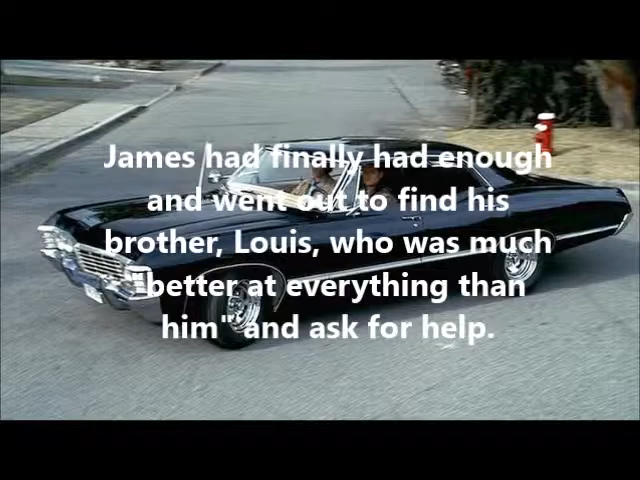 James had finally had enough
and went out to find his
brother, Louis, who was much
"better at everything than
him" and ask for help.